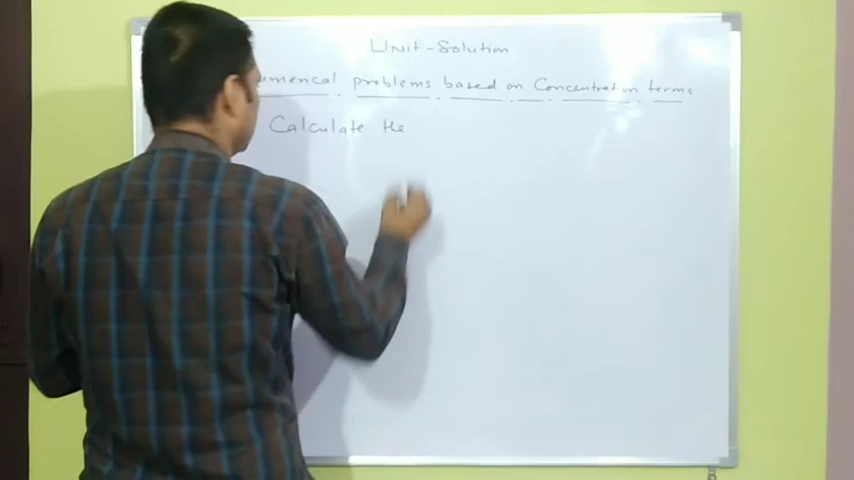 Unit-Solution
problems based on Concentration terms
Calculate the